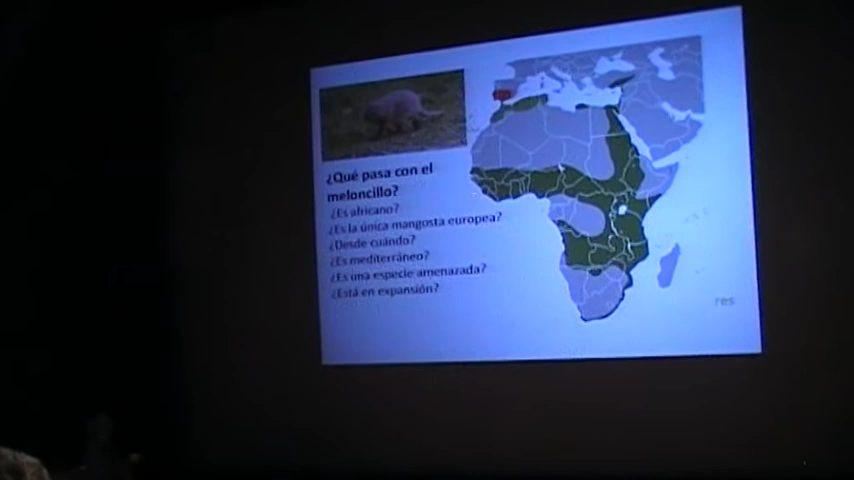 ¿Qué pasa con el
meloncillo?
¿Es africano?
¿Es la única mangosta europea?
¿Desde cuándo?
¿Es mediterráneo?
¿Es una especie amenazada?
¿Está en expansión?